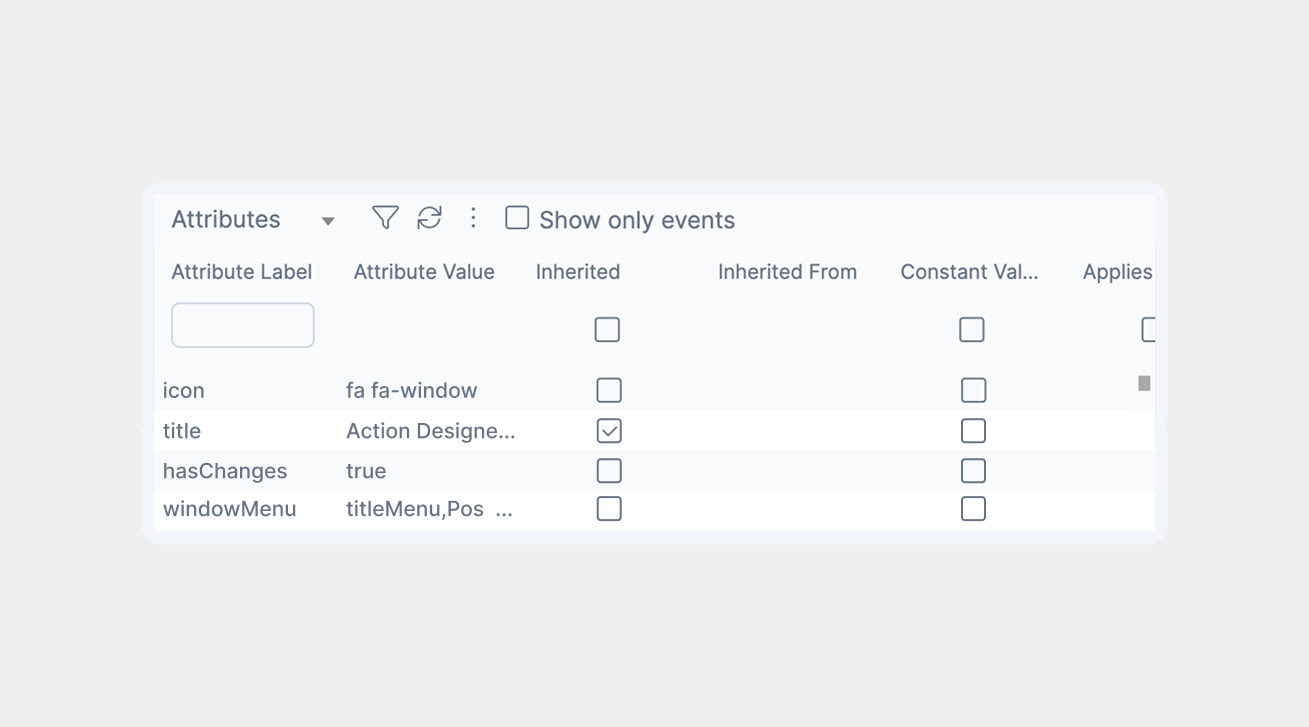 Attributes Show only events
Attribute Label Attribute Value Inherited Inherited From Constant Val... Applies
icon fa fa-window
title Action Designe...
hasChanges true
windowMenu titleMenu,Pos ...